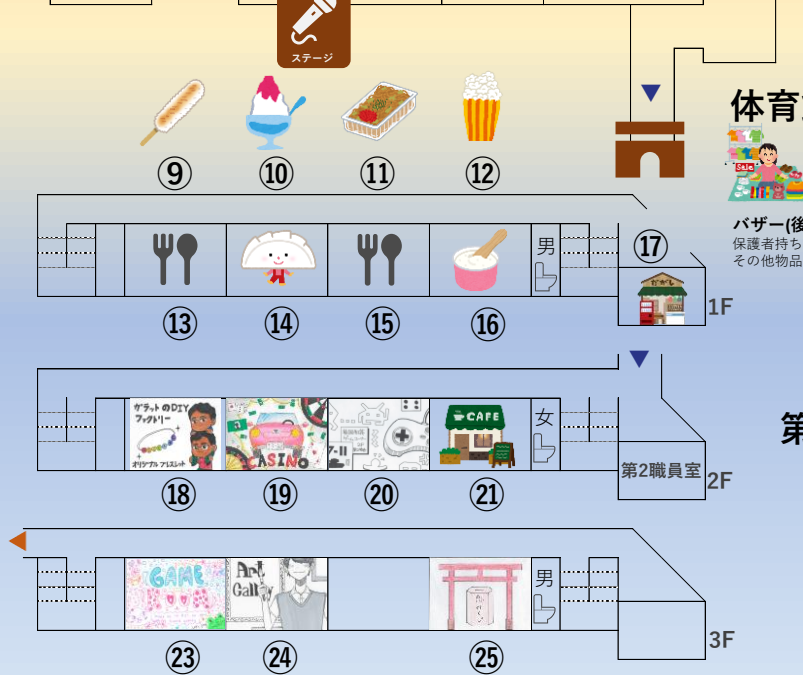 ステージ
⑨
⑩
⑪
⑫
体育
Sale
バザー(後
保護者持ち
その他物品
男
⑰
1F
⑬
⑭
⑮
⑯
ガラットのDIY
ファクトリー
オリジナルブレスレット
CASINO
7-11
CAFE
女
第
第2職員室
2F
⑱
⑲
⑳
㉑
GAME
ROOM
Art
Gallery
男
3F
㉓
㉔
㉕